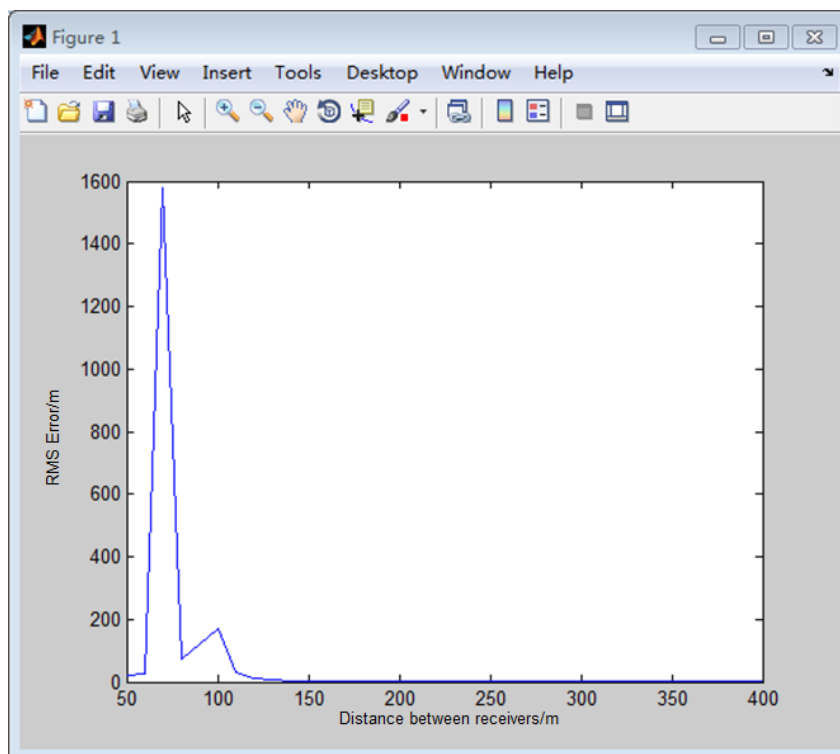 Figure 1
File Edit View Insert Tools Desktop Window Help
1600
1400
1200
1000
800
600
400
200
0
RMS Error/m
50 100 150 200 250 300 350 400
Distance between receivers/m